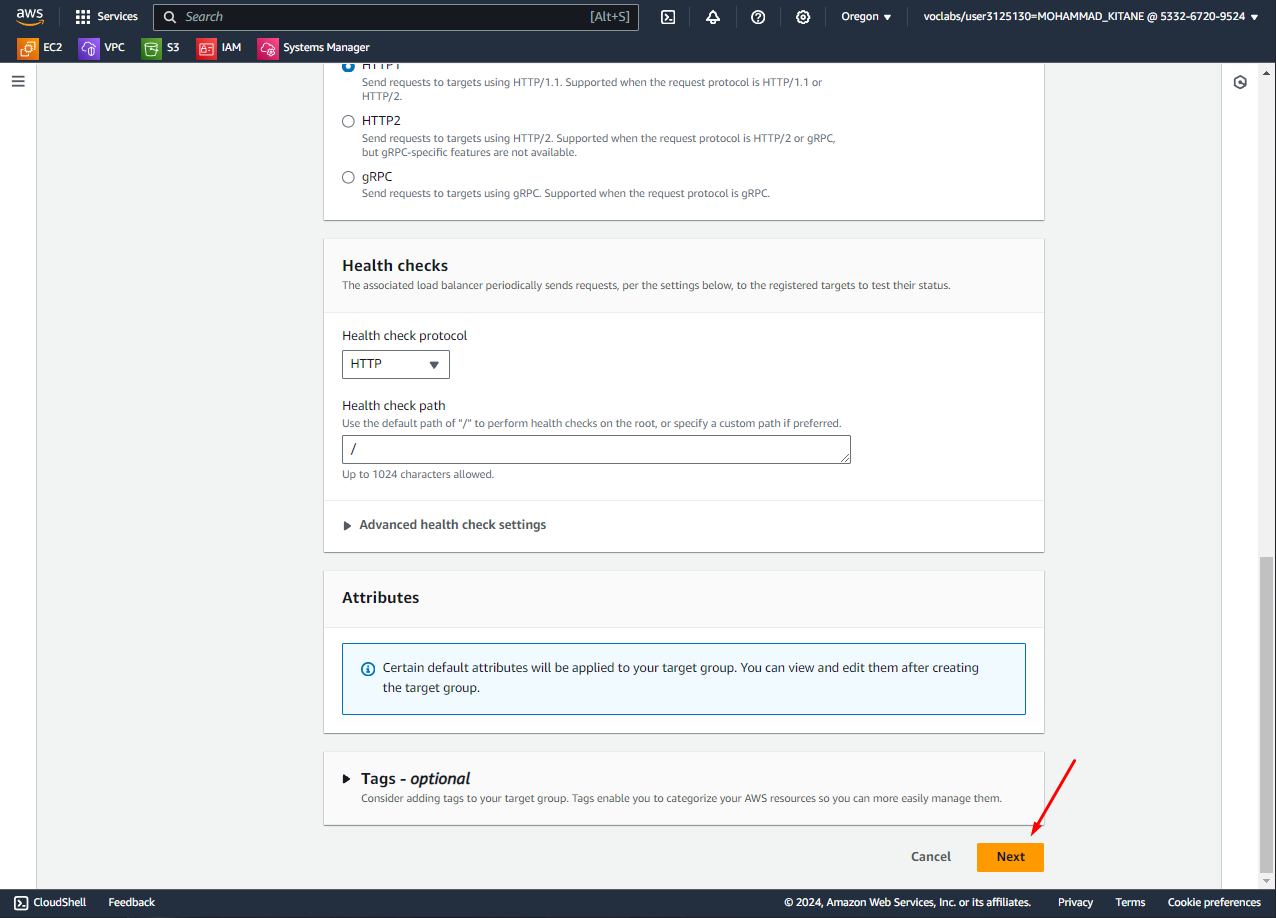 aws
Services
Search
[Alt+S]
Oregon
voclabs/user3125130=MOHAMMAD_KITANE @ 5332-6720-9524
EC2
VPC
S3
IAM
Systems Manager
HTTP1
Send requests to targets using HTTP/1.1. Supported when the request protocol is HTTP/1.1 or
HTTP/2.
HTTP2
Send requests to targets using HTTP/2. Supported when the request protocol is HTTP/2 or gRPC,
but gRPC-specific features are not available.
gRPC
Send requests to targets using gRPC. Supported when the request protocol is gRPC.
Health checks
The associated load balancer periodically sends requests, per the settings below, to the registered targets to test their status.
Health check protocol
HTTP
Health check path
Use the default path of "/" to perform health checks on the root, or specify a custom path if preferred.
/
Up to 1024 characters allowed.
Advanced health check settings
Attributes
Certain default attributes will be applied to your target group. You can view and edit them after creating
the target group.
Tags - optional
Consider adding tags to your target group. Tags enable you to categorize your AWS resources so you can more easily manage them.
Cancel
Next
CloudShell
Feedback
© 2024, Amazon Web Services, Inc. or its affiliates.
Privacy
Terms
Cookie preferences